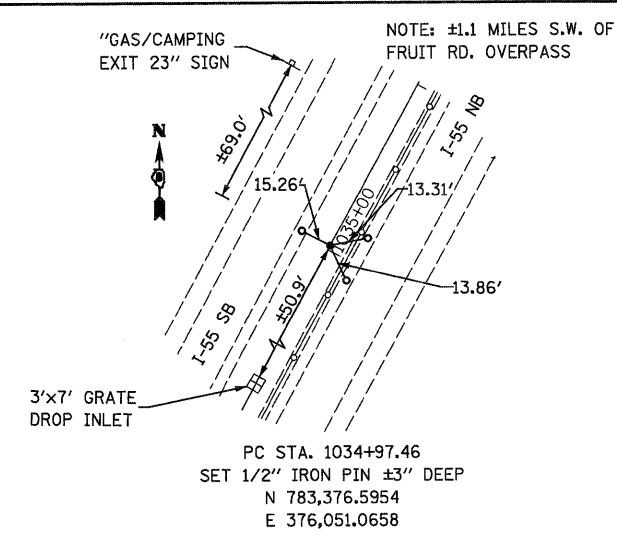 "GAS/CAMPING
EXIT 23" SIGN
NOTE: ±1.1 MILES S.W. OF
FRUIT RD. OVERPASS
N
±69.0'
I-55 NB
15.26'
1035+00
13.31'
±50.9'
13.86'
I-55 SB
3'x7' GRATE
DROP INLET
PC STA. 1034+97.46
SET 1/2" IRON PIN ±3" DEEP
N 783,376.5954
E 376,051.0658